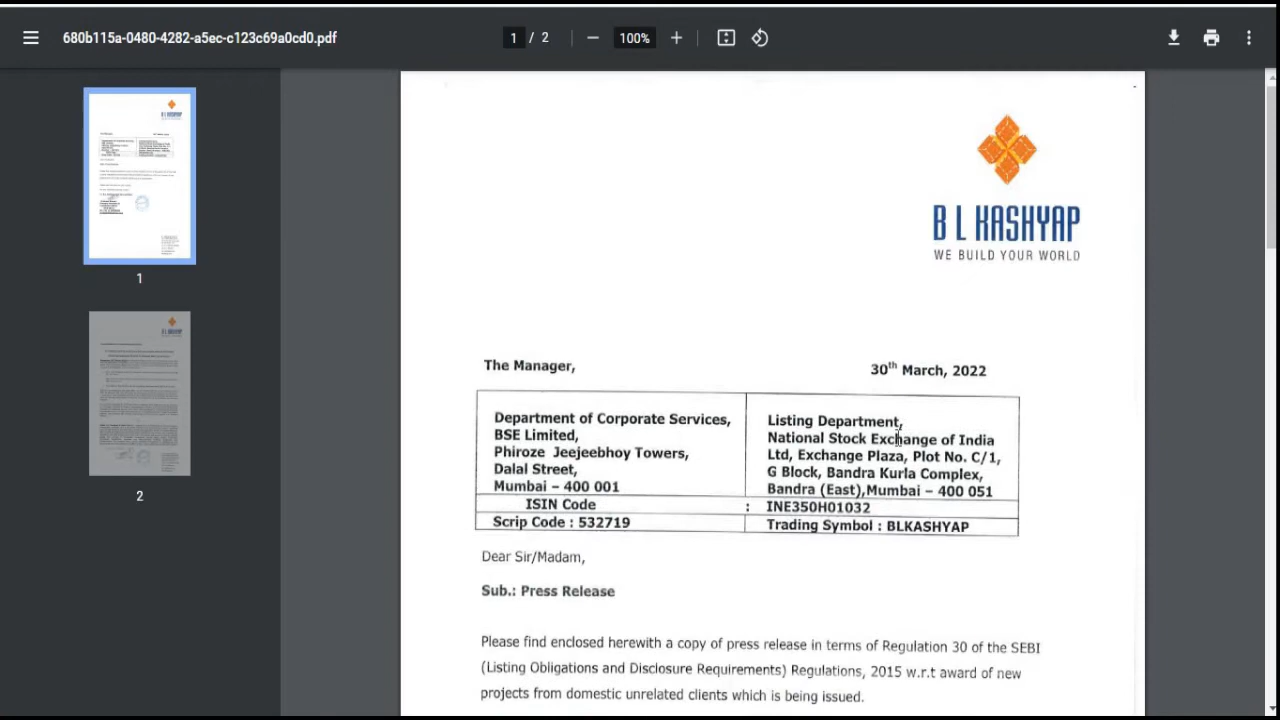 680b115a-0480-4282-a5ec-c123c69a0cd0.pdf
1 / 2
100%
1
2
B L KASHYAP
WE BUILD YOUR WORLD
The Manager,
30th March, 2022
Department of Corporate Services,
BSE Limited,
Phiroze Jeejeebhoy Towers,
Dalal Street,
Mumbai – 400 001
Listing Department,
National Stock Exchange of India
Ltd, Exchange Plaza, Plot No. C/1,
G Block, Bandra Kurla Complex,
Bandra (East),Mumbai – 400 051
ISIN Code : INE350H01032
Scrip Code : 532719
Trading Symbol : BLKASHYAP
Dear Sir/Madam,
Sub.: Press Release
Please find enclosed herewith a copy of press release in terms of Regulation 30 of the SEBI
(Listing Obligations and Disclosure Requirements) Regulations, 2015 w.r.t award of new
projects from domestic unrelated clients which is being issued.